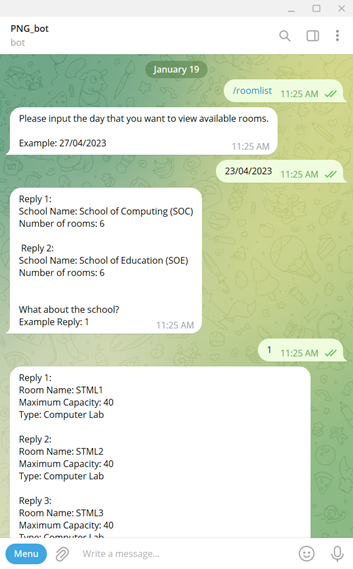 PNG_bot
bot
January 19
/roomlist
11:25 AM
Please input the day that you want to view available rooms.
Example: 27/04/2023
11:25 AM
23/04/2023
11:25 AM
Reply 1:
School Name: School of Computing (SOC)
Number of rooms: 6
Reply 2:
School Name: School of Education (SOE)
Number of rooms: 6
What about the school?
Example Reply: 1
11:25 AM
1
11:25 AM
Reply 1:
Room Name: STML1
Maximum Capacity: 40
Type: Computer Lab
Reply 2:
Room Name: STML2
Maximum Capacity: 40
Type: Computer Lab
Reply 3:
Room Name: STML3
Maximum Capacity: 40
Type: Computer Lab
Menu
Write a message...